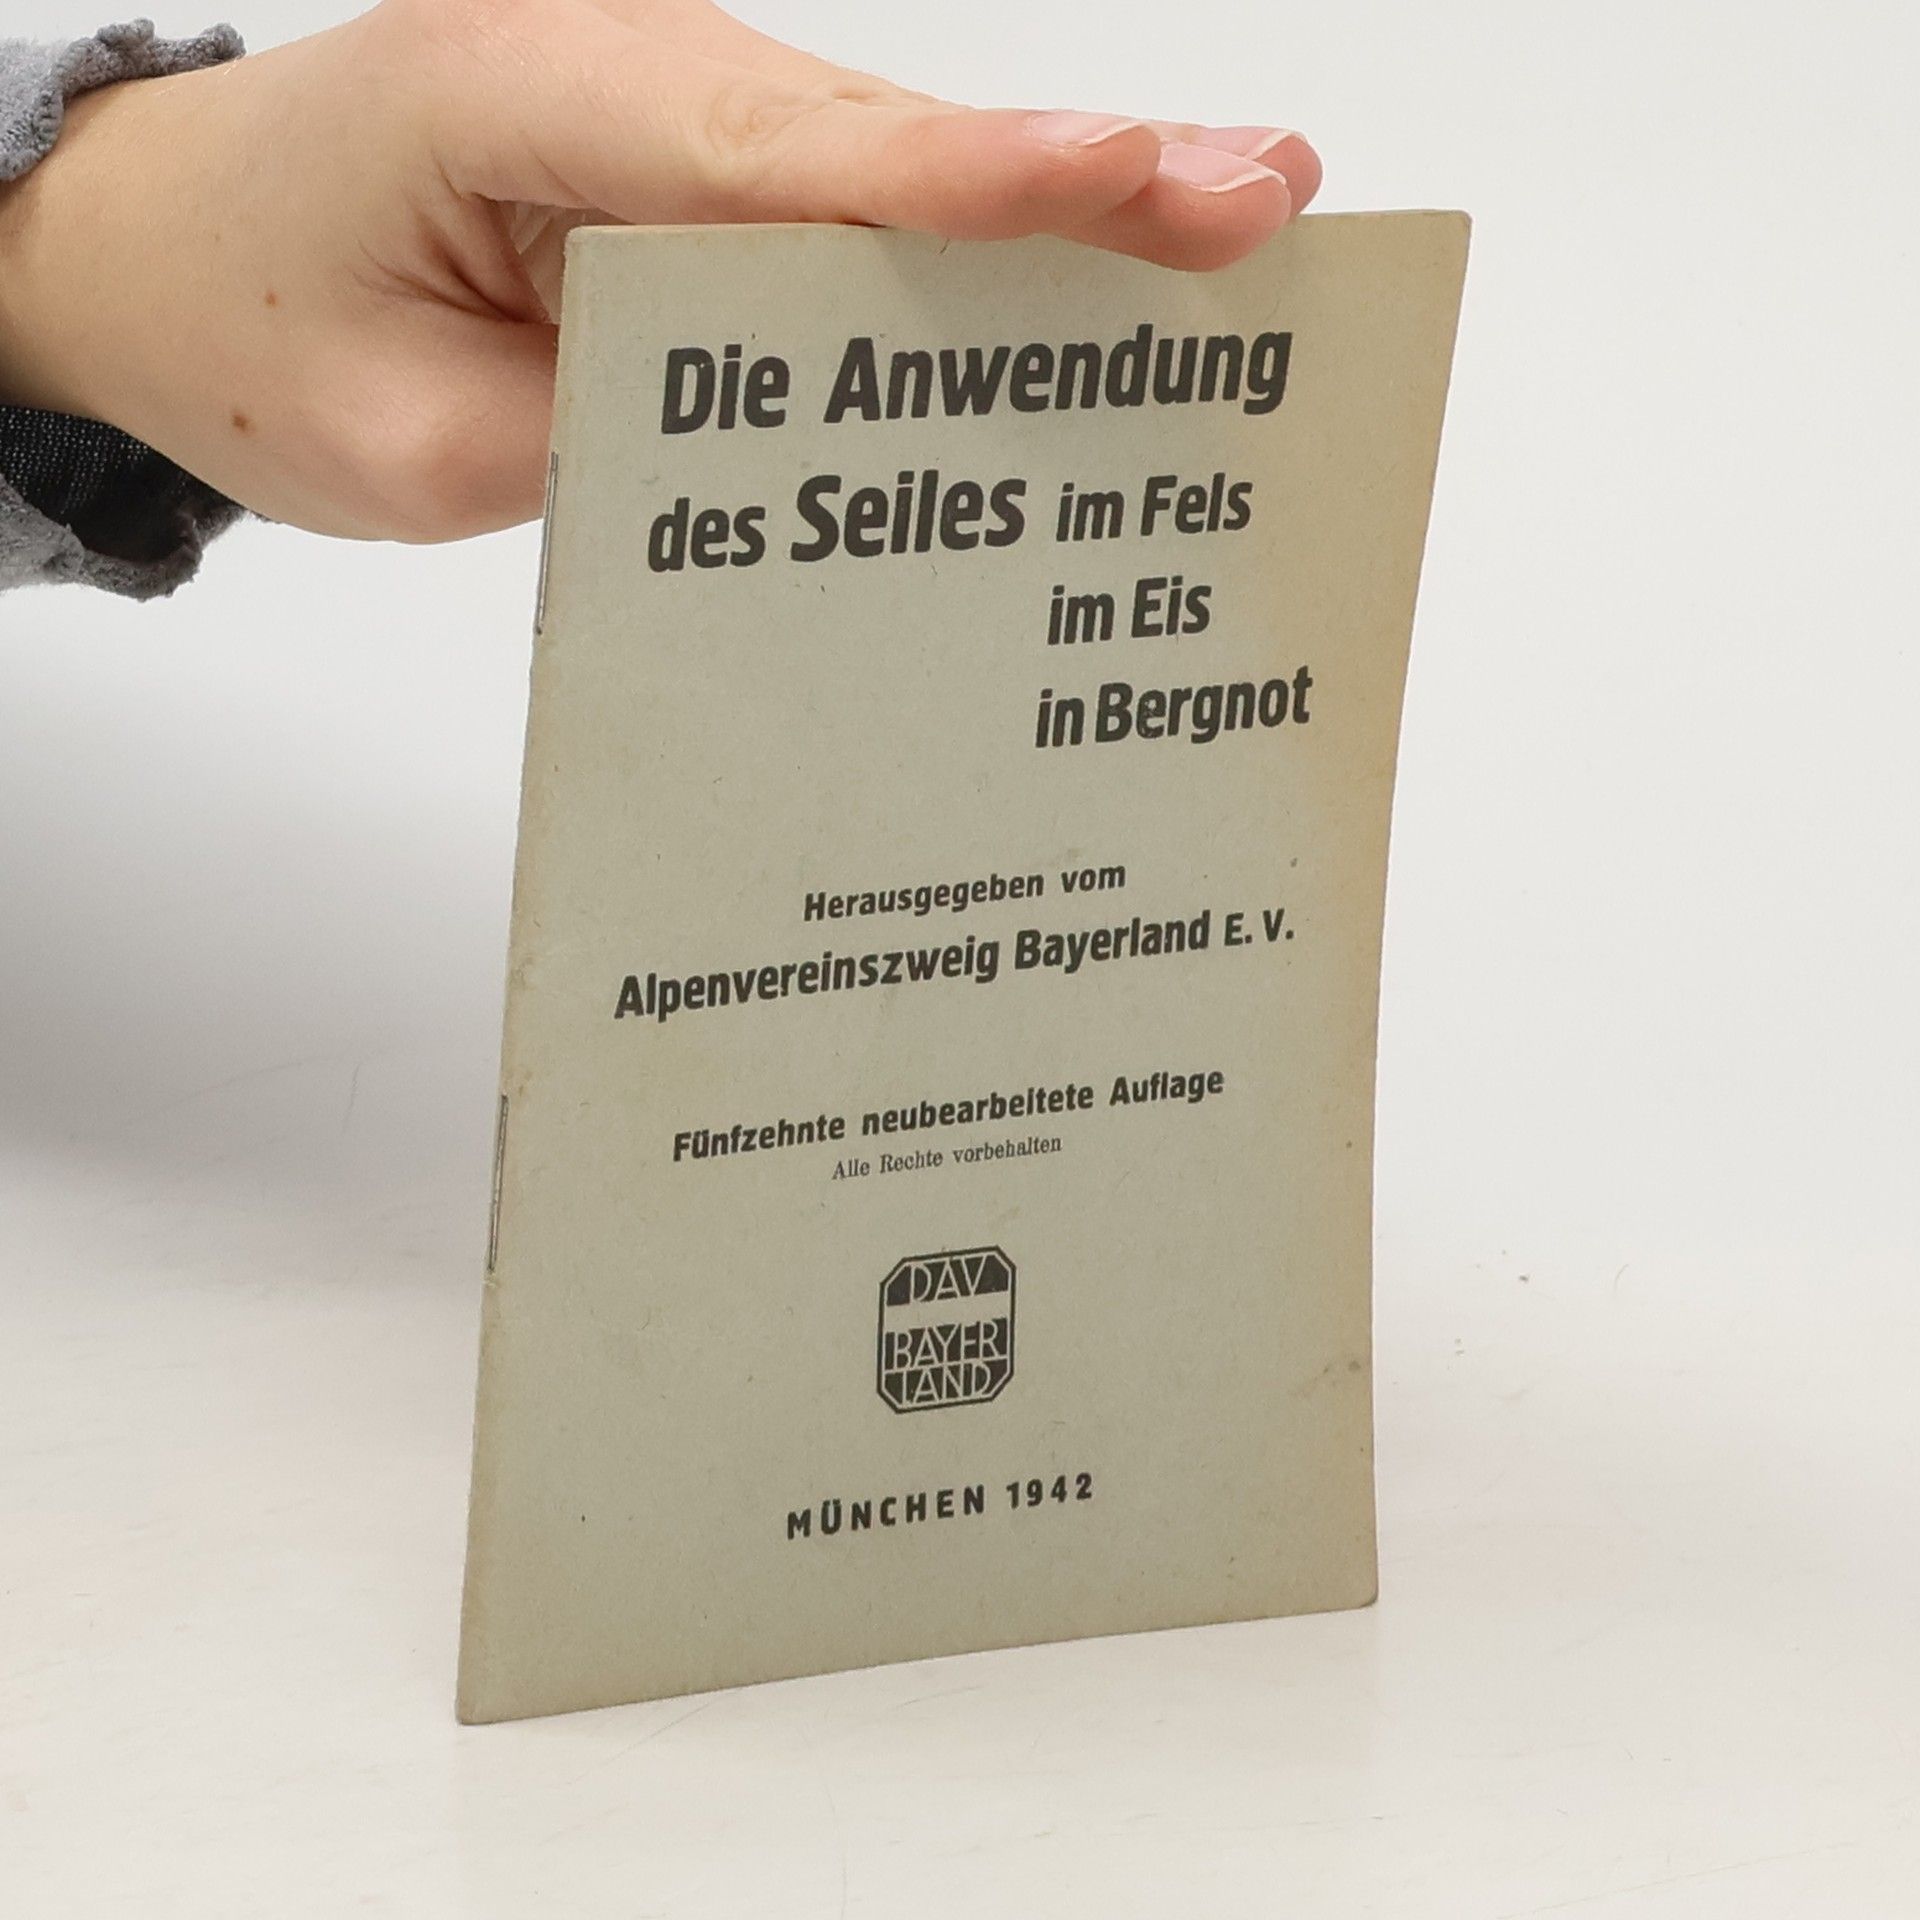 Die Anwendung
des Seiles im Fels
im Eis
in Bergnot
Herausgegeben vom
Alpenvereinszweig Bayerland E. V.
Fünfzehnte neubearbeitete Auflage
Alle Rechte vorbehalten
DAV
BAYER
LAND
MÜNCHEN 1942